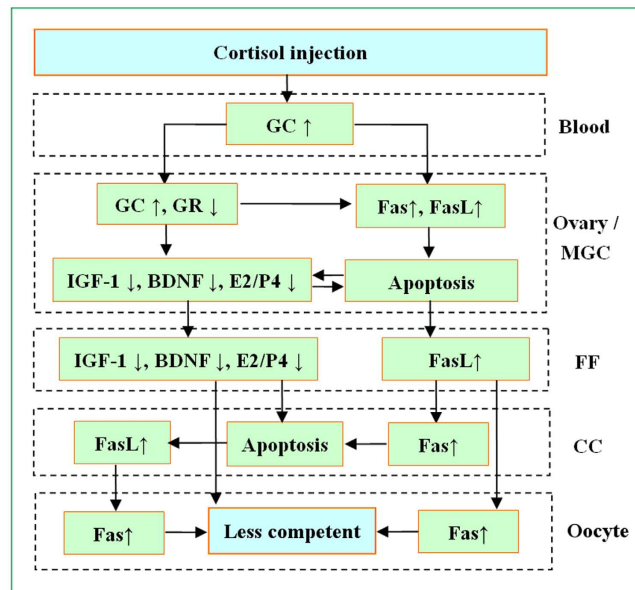 Cortisol injection
GC ↑
Blood
GC ↑, GR ↓
Fas↑, FasL↑
Ovary /
MGC
IGF-1 ↓, BDNF ↓, E2/P4 ↓
Apoptosis
IGF-1 ↓, BDNF ↓, E2/P4 ↓
FasL↑
FF
FasL↑
Apoptosis
Fas↑
CC
Fas↑
Less competent
Fas↑
Oocyte